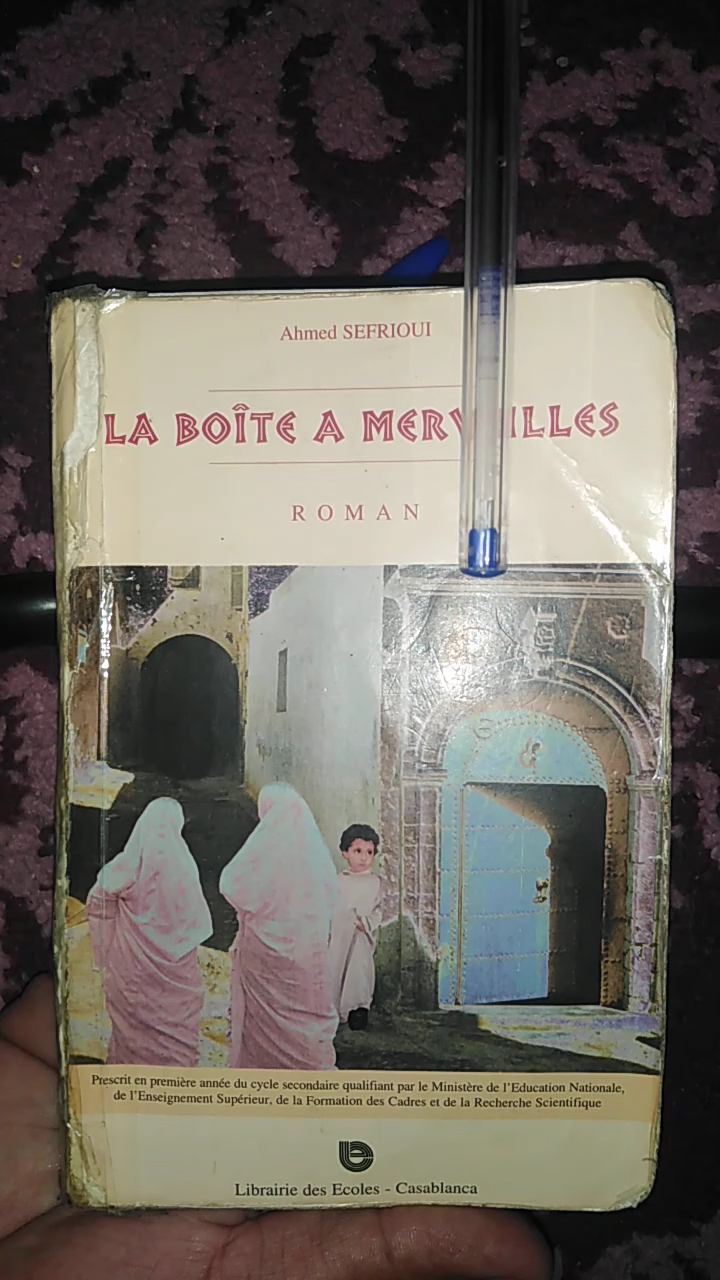 Ahmed SEFRIOUI
LA BOÎTE A MERVEILLES
ROMAN
Prescrit en première année du cycle secondaire qualifiant par le Ministère de l'Education Nationale,
de l'Enseignement Supérieur, de la Formation des Cadres et de la Recherche Scientifique
Librairie des Ecoles - Casablanca